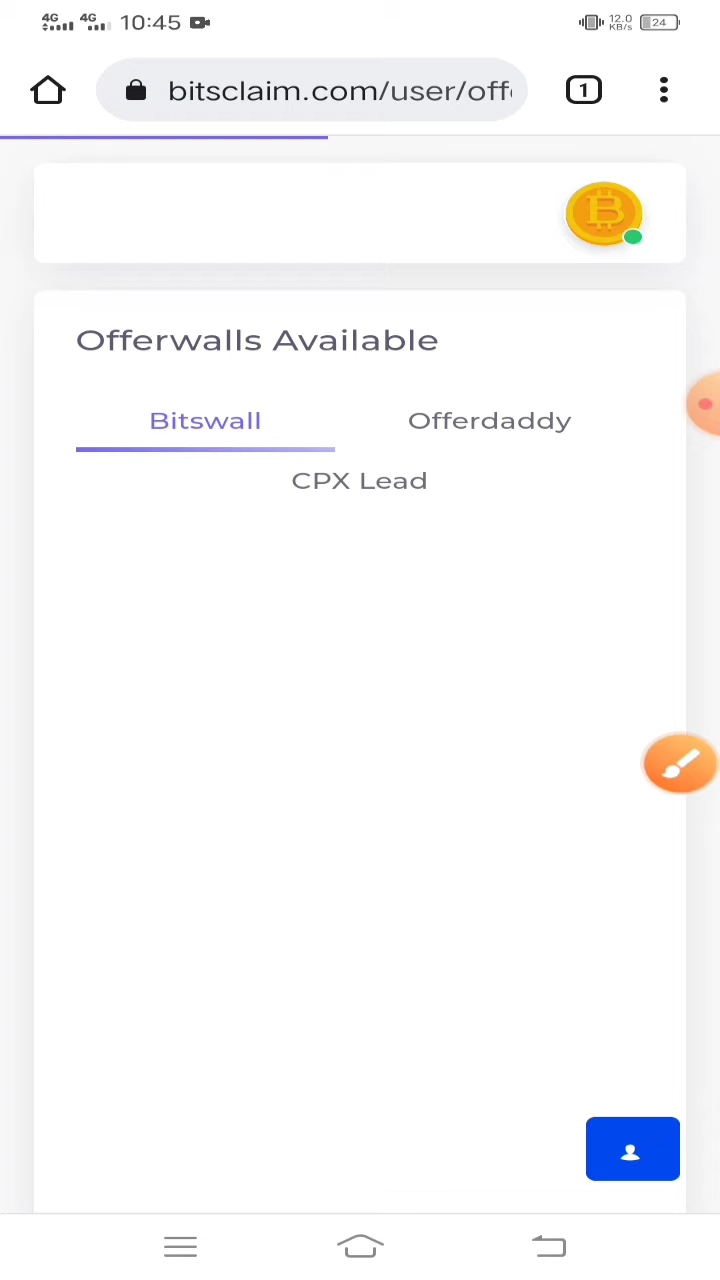 4G 4G 10:45 12.0 KB/s 24
bitsclaim.com/user/off 1
Offerwalls Available
Bitswall Offerdaddy
CPX Lead